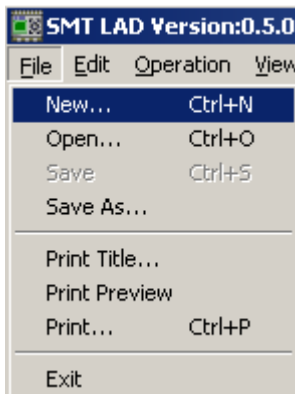 SMT LAD Version:0.5.0
File Edit Operation View
New... Ctrl+N
Open... Ctrl+O
Save Ctrl+S
Save As...
Print Title...
Print Preview
Print... Ctrl+P
Exit